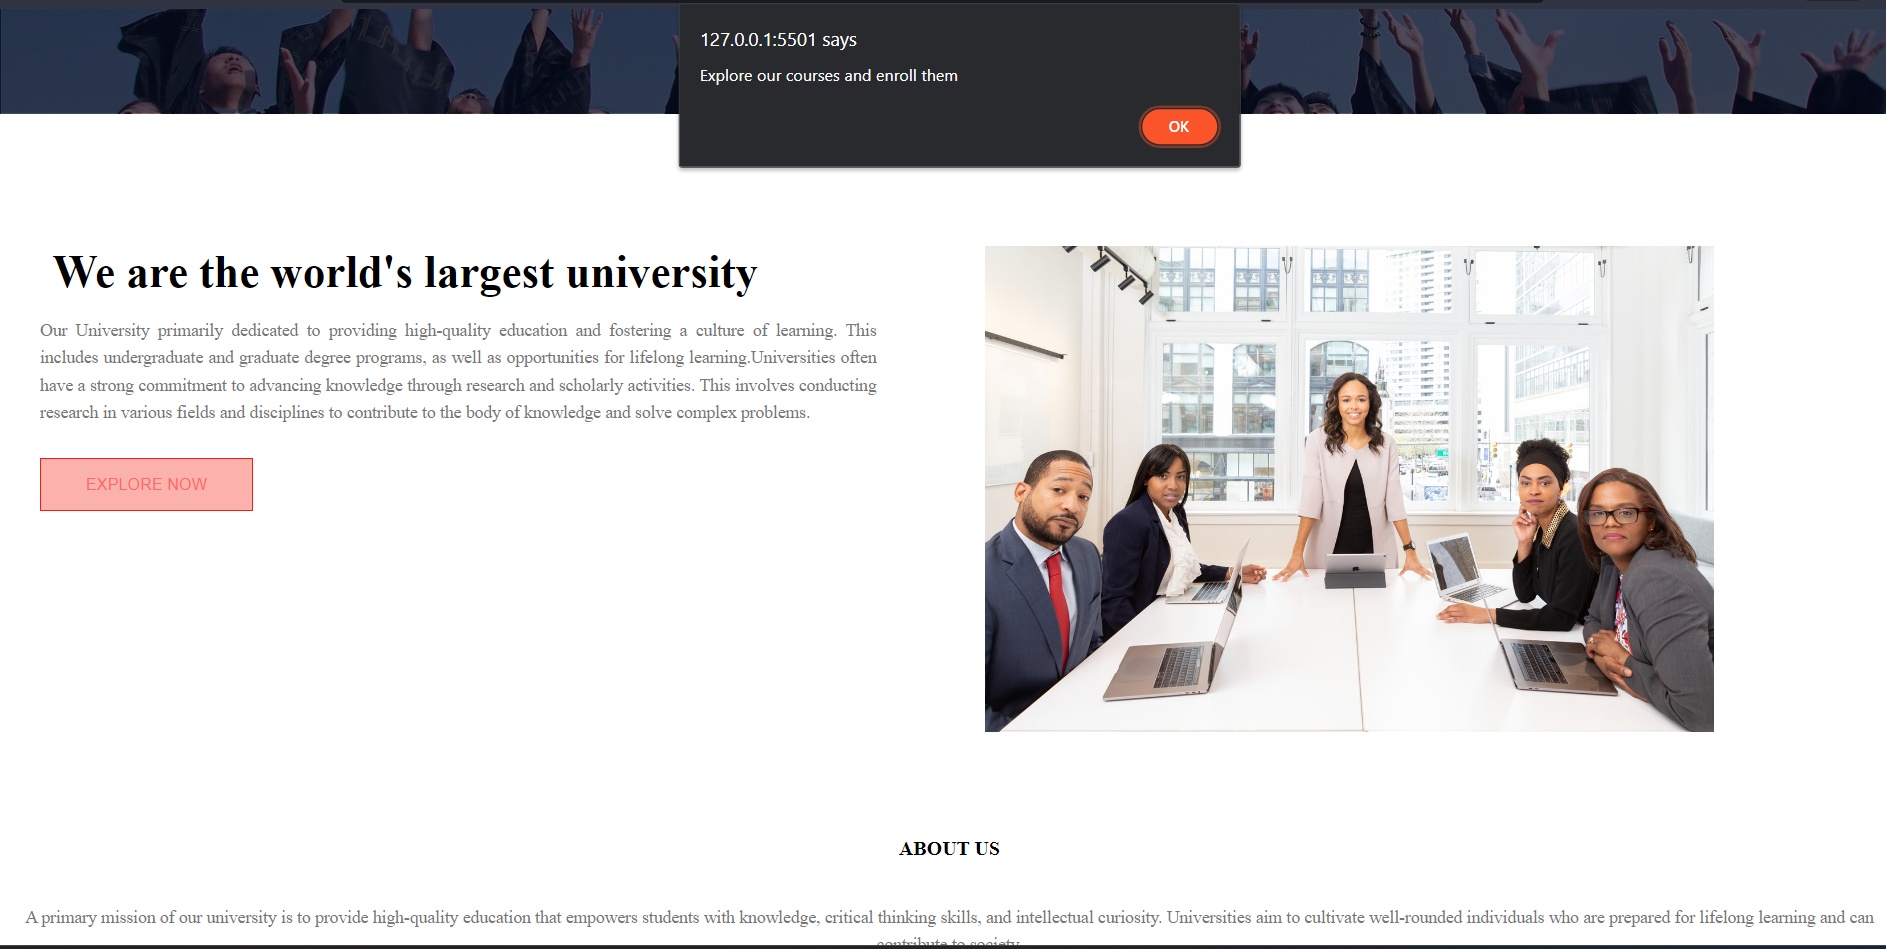 127.0.0.1:5501 says
Explore our courses and enroll them
OK
We are the world's largest university
Our University primarily dedicated to providing high-quality education and fostering a culture of learning. This
includes undergraduate and graduate degree programs, as well as opportunities for lifelong learning.Universities often
have a strong commitment to advancing knowledge through research and scholarly activities. This involves conducting
research in various fields and disciplines to contribute to the body of knowledge and solve complex problems.
EXPLORE NOW
ABOUT US
A primary mission of our university is to provide high-quality education that empowers students with knowledge, critical thinking skills, and intellectual curiosity. Universities aim to cultivate well-rounded individuals who are prepared for lifelong learning and can
contribute to society.